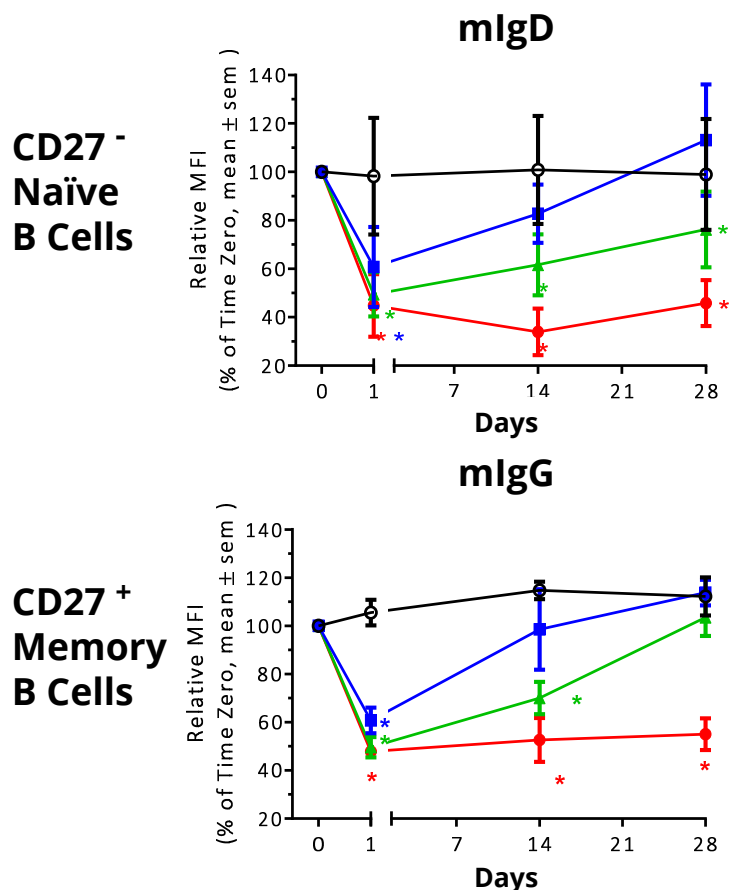 mIgD
CD27 -
Naïve
B Cells
Relative MFI
(% of Time Zero, mean ± sem )
140
120
100
80
60
40
20
* * * * * * *
0 1 7 14 21 28
Days
mIgG
CD27 +
Memory
B Cells
Relative MFI
(% of Time Zero, mean ± sem )
140
120
100
80
60
40
20
* * * * * *
0 1 7 14 21 28
Days